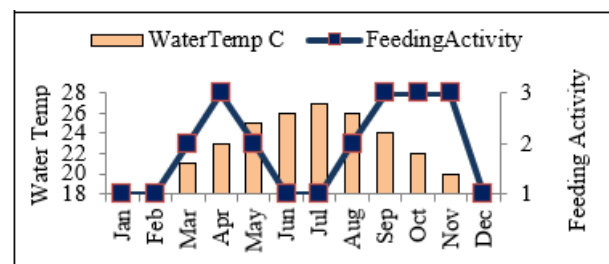 WaterTemp C FeedingActivity
Water Temp
28
26
24
22
20
18
3
2
1
Feeding Activity
Jan Feb Mar Apr May Jun Jul Aug Sep Oct Nov Dec